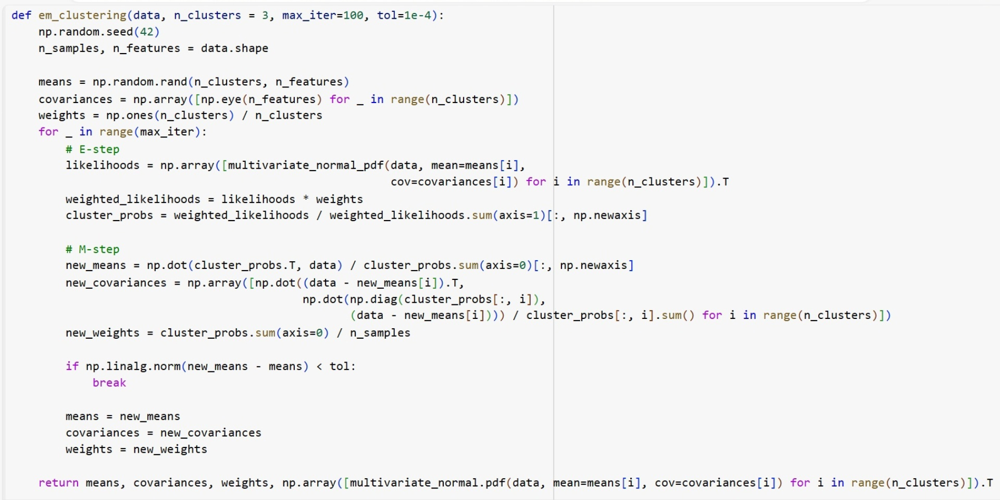 def em_clustering(data, n_clusters = 3, max_iter=100, tol=1e-4):
    np.random.seed(42)
    n_samples, n_features = data.shape

    means = np.random.rand(n_clusters, n_features)
    covariances = np.array([np.eye(n_features) for _ in range(n_clusters)])
    weights = np.ones(n_clusters) / n_clusters
    for _ in range(max_iter):
        # E-step
        likelihoods = np.array([multivariate_normal_pdf(data, mean=means[i],
                                                        cov=covariances[i]) for i in range(n_clusters)]).T
        weighted_likelihoods = likelihoods * weights
        cluster_probs = weighted_likelihoods / weighted_likelihoods.sum(axis=1)[:, np.newaxis]

        # M-step
        new_means = np.dot(cluster_probs.T, data) / cluster_probs.sum(axis=0)[:, np.newaxis]
        new_covariances = np.array([np.dot((data - new_means[i]).T,
                                           np.dot(np.diag(cluster_probs[:, i]),
                                                  (data - new_means[i]))) / cluster_probs[:, i].sum() for i in range(n_clusters)])
        new_weights = cluster_probs.sum(axis=0) / n_samples

        if np.linalg.norm(new_means - means) < tol:
            break

        means = new_means
        covariances = new_covariances
        weights = new_weights

    return means, covariances, weights, np.array([multivariate_normal.pdf(data, mean=means[i], cov=covariances[i]) for i in range(n_clusters)]).T